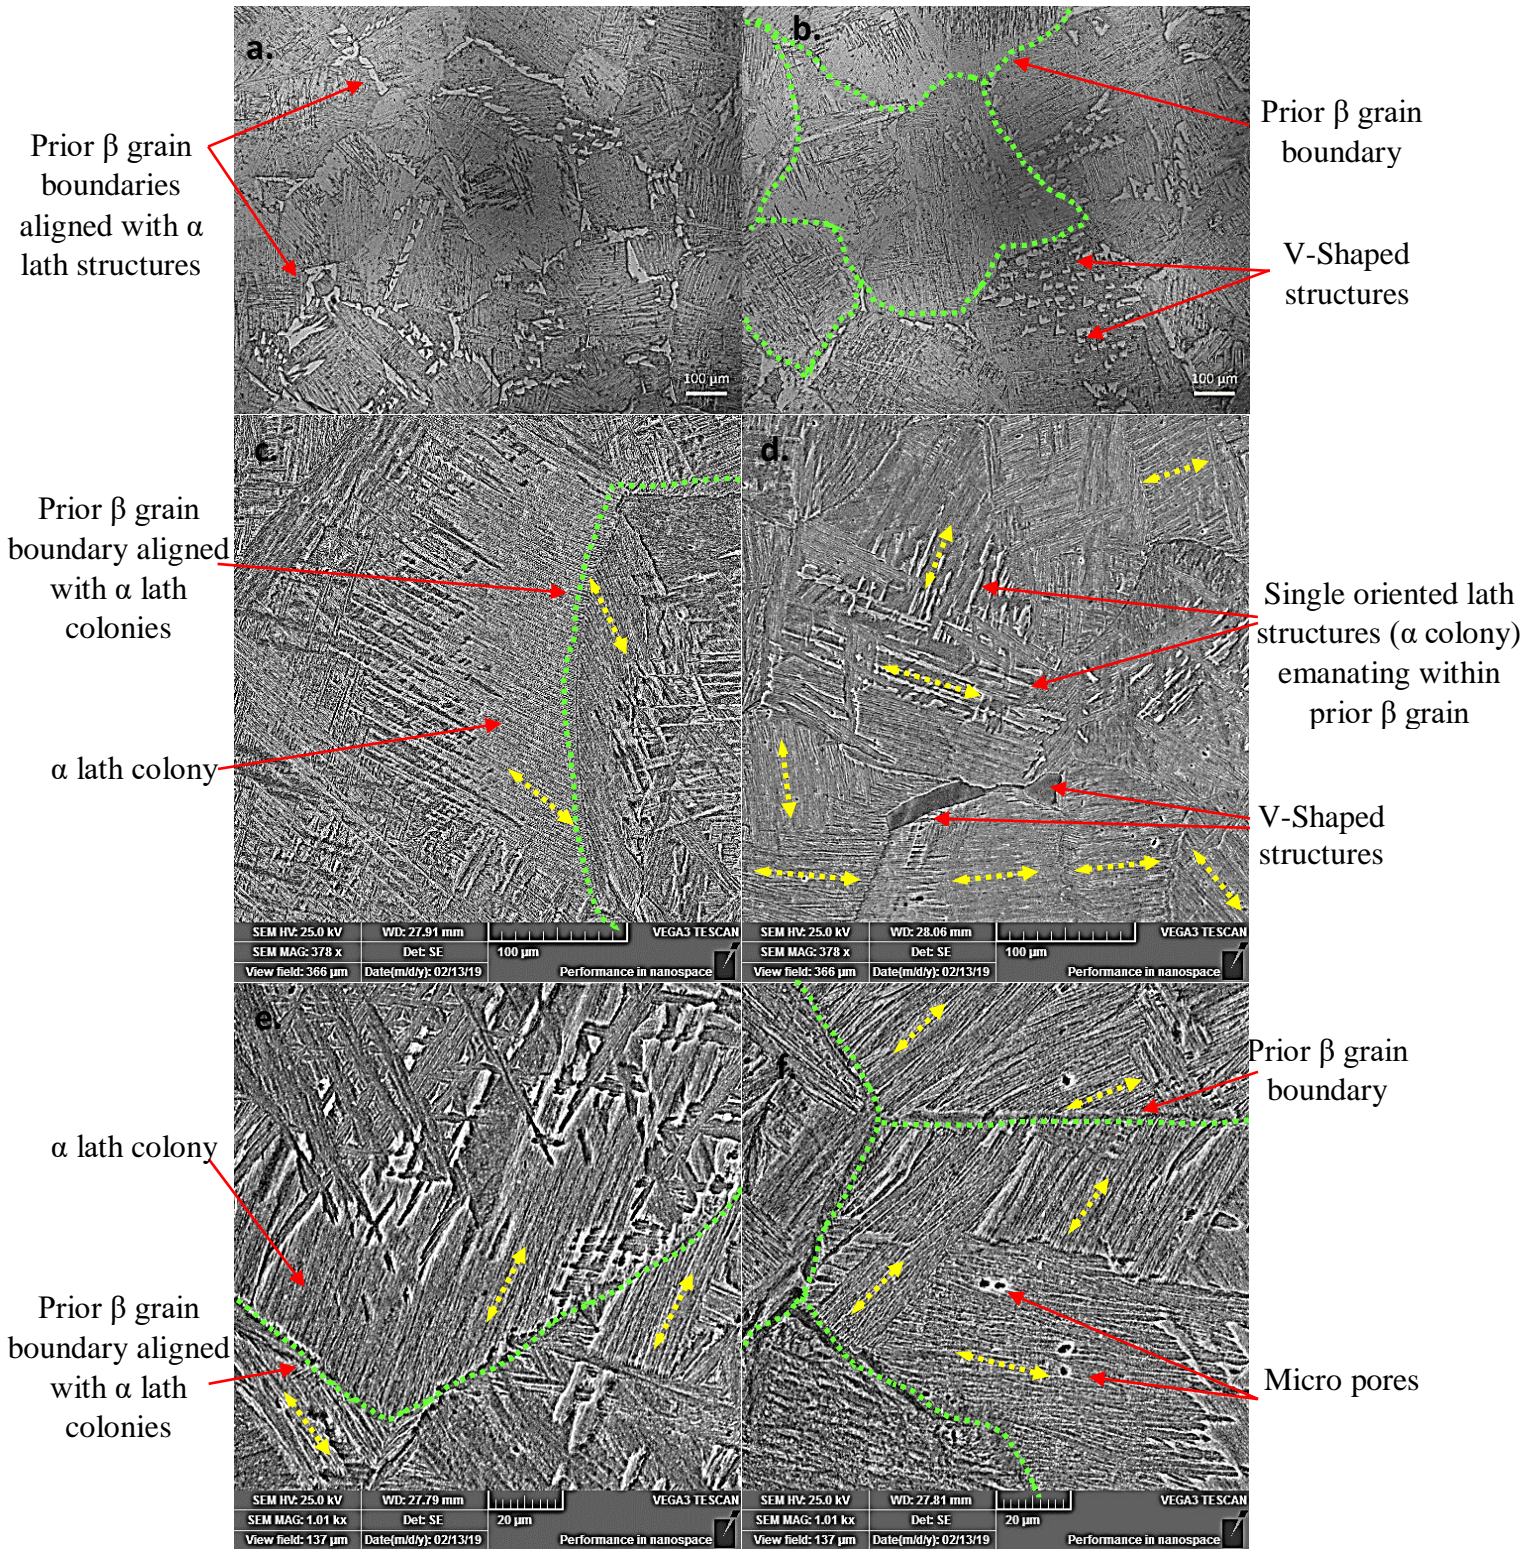 a.
b.
Prior β grain
boundaries
aligned with α
lath structures
Prior β grain
boundary
V-Shaped
structures
100 μm
100 μm
c.
d.
Prior β grain
boundary aligned
with α lath
colonies
α lath colony
Single oriented lath
structures (α colony)
emanating within
prior β grain
V-Shaped
structures
SEM HV: 25.0 kV WD: 27.91 mm VEGA3 TESCAN
SEM MAG: 378 x Det: SE 100 μm
View field: 366 μm Date(m/d/y): 02/13/19 Performance in nanospace
SEM HV: 25.0 kV WD: 28.06 mm VEGA3 TESCAN
SEM MAG: 378 x Det: SE 100 μm
View field: 366 μm Date(m/d/y): 02/13/19 Performance in nanospace
e.
f.
α lath colony
Prior β grain
boundary aligned
with α lath
colonies
Prior β grain
boundary
Micro pores
SEM HV: 25.0 kV WD: 27.79 mm VEGA3 TESCAN
SEM MAG: 1.01 kx Det: SE 20 μm
View field: 137 μm Date(m/d/y): 02/13/19 Performance in nanospace
SEM HV: 25.0 kV WD: 27.81 mm VEGA3 TESCAN
SEM MAG: 1.01 kx Det: SE 20 μm
View field: 137 μm Date(m/d/y): 02/13/19 Performance in nanospace